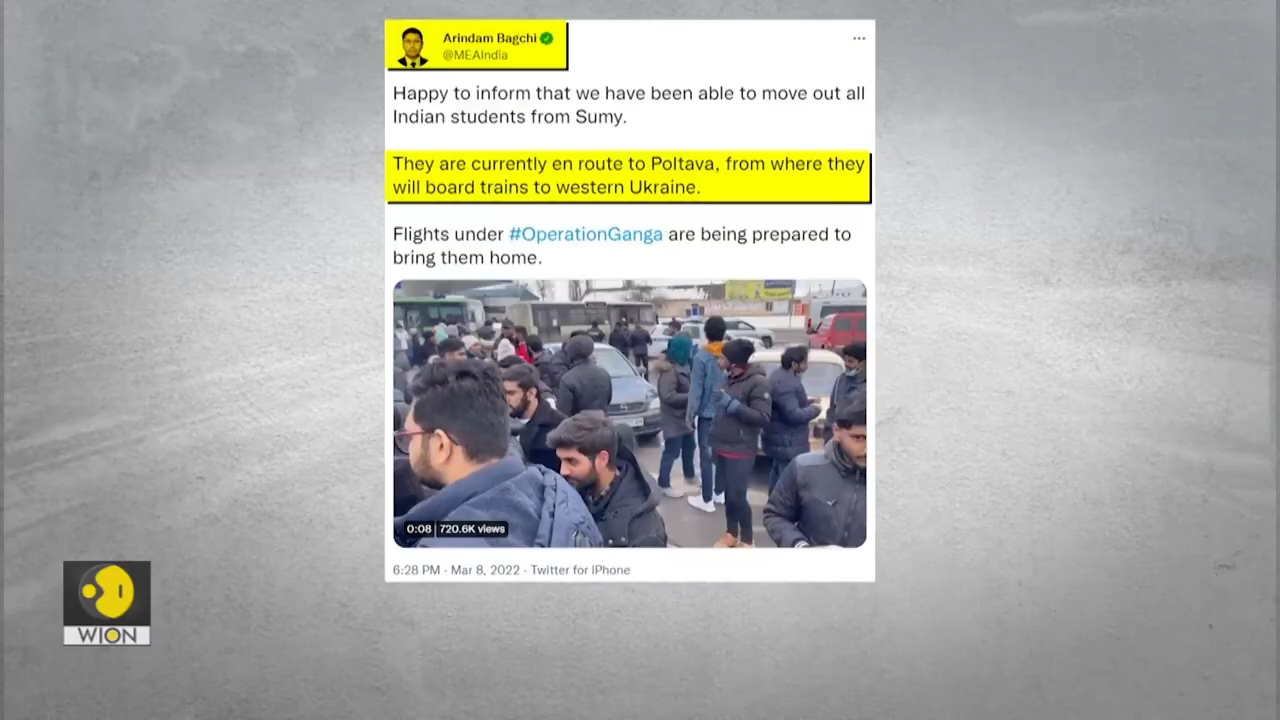 Arindam Bagchi
@MEAIndia
Happy to inform that we have been able to move out all
Indian students from Sumy.
They are currently en route to Poltava, from where they
will board trains to western Ukraine.
Flights under #OperationGanga are being prepared to
bring them home.
0:08 720.6K views
6:28 PM · Mar 8, 2022 · Twitter for iPhone
WION